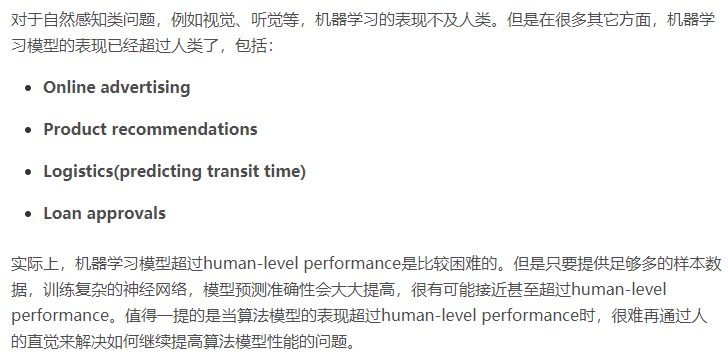 对于自然感知类问题，例如视觉、听觉等，机器学习的表现不及人类。但是在很多其它方面，机器学
习模型的表现已经超过人类了，包括：
• Online advertising
• Product recommendations
• Logistics(predicting transit time)
• Loan approvals
实际上，机器学习模型超过human-level performance是比较困难的。但是只要提供足够多的样本数
据，训练复杂的神经网络，模型预测准确性会大大提高，很有可能接近甚至超过human-level
performance。值得一提的是当算法模型的表现超过human-level performance时，很难再通过人
的直觉来解决如何继续提高算法模型性能的问题。